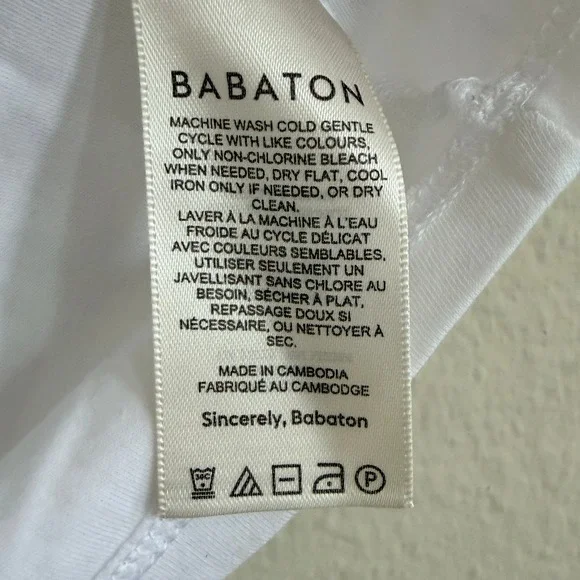 BABATON
MACHINE WASH COLD GENTLE
CYCLE WITH LIKE COLOURS,
ONLY NON-CHLORINE BLEACH
WHEN NEEDED, DRY FLAT, COOL
IRON ONLY IF NEEDED, OR DRY
CLEAN.
LAVER À LA MACHINE À L'EAU
FROIDE AU CYCLE DÉLICAT
AVEC COULEURS SEMBLABLES,
UTILISER SEULEMENT UN
JAVELLISANT SANS CHLORE AU
BESOIN, SÉCHER À PLAT,
REPASSAGE DOUX SI
NÉCESSAIRE, OU NETTOYER À
SEC.
MADE IN CAMBODIA
FABRIQUÉ AU CAMBODGE
Sincerely, Babaton
30C P